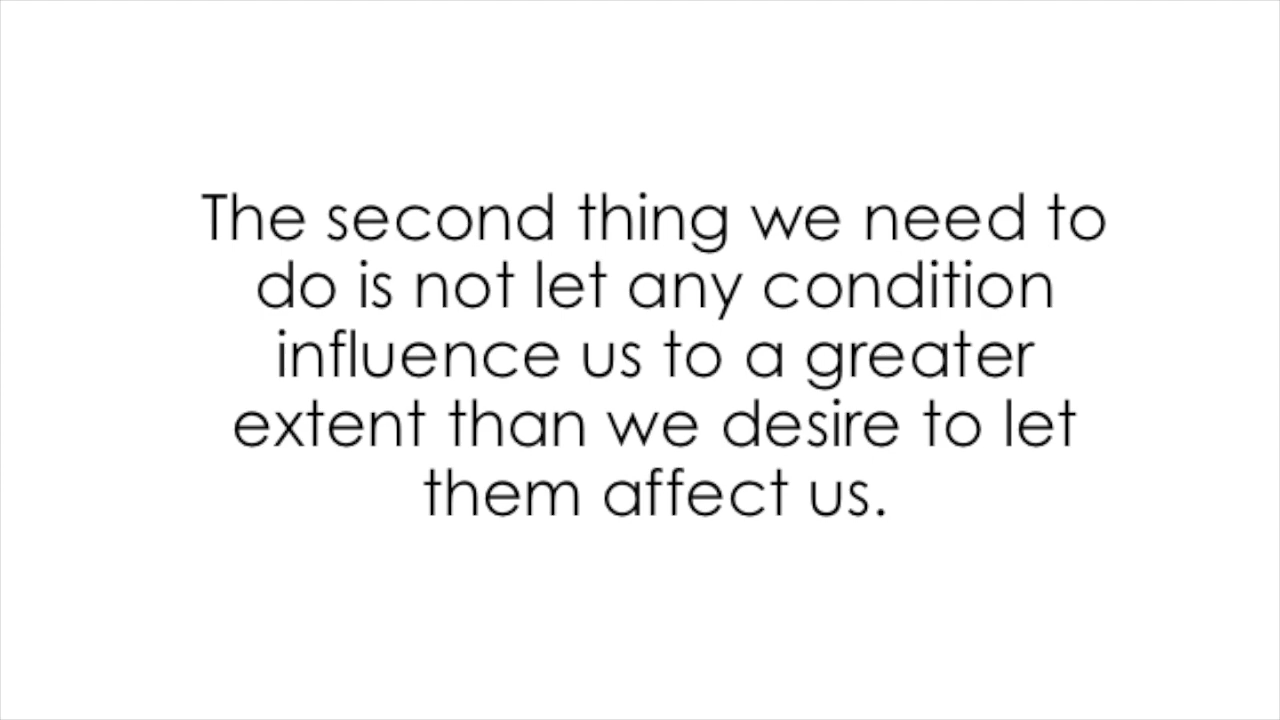 The second thing we need to
do is not let any condition
influence us to a greater
extent than we desire to let
them affect us.